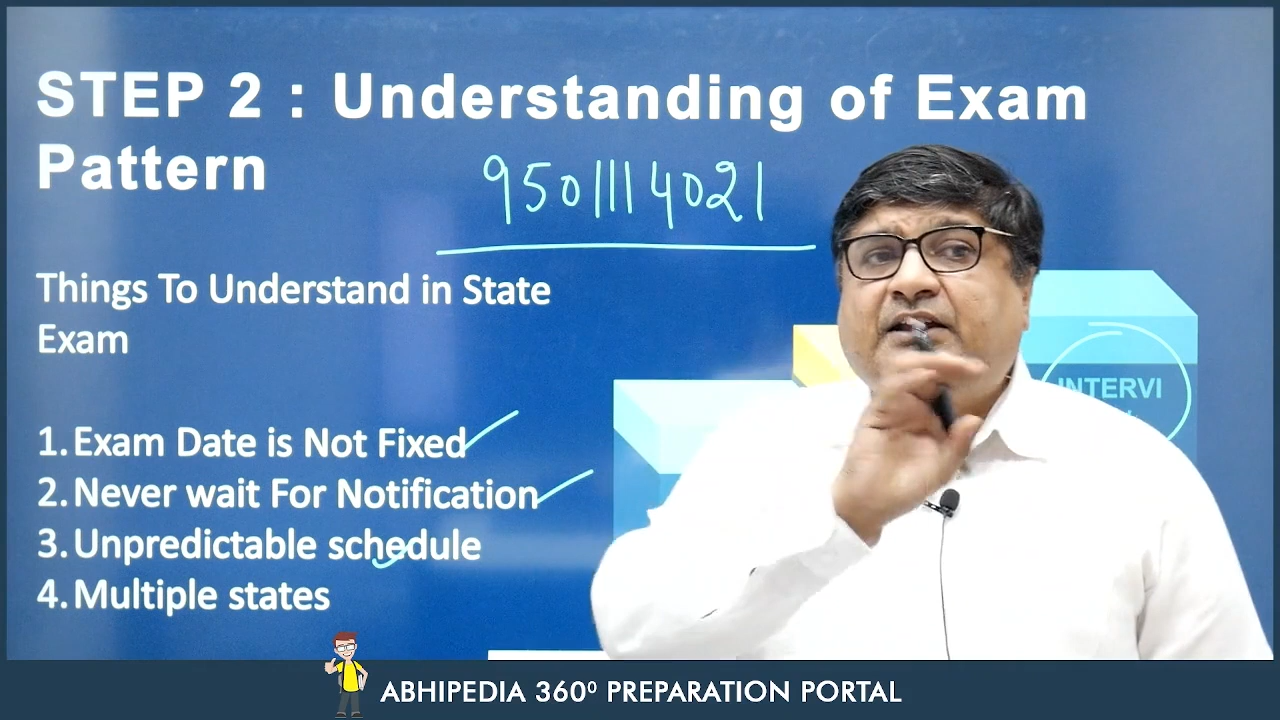 STEP 2 : Understanding of Exam
Pattern
9501114021
Things To Understand in State
Exam
INTERVI
1. Exam Date is Not Fixed
2. Never wait For Notification
3. Unpredictable schedule
4. Multiple states
ABHIPEDIA 360⁰ PREPARATION PORTAL